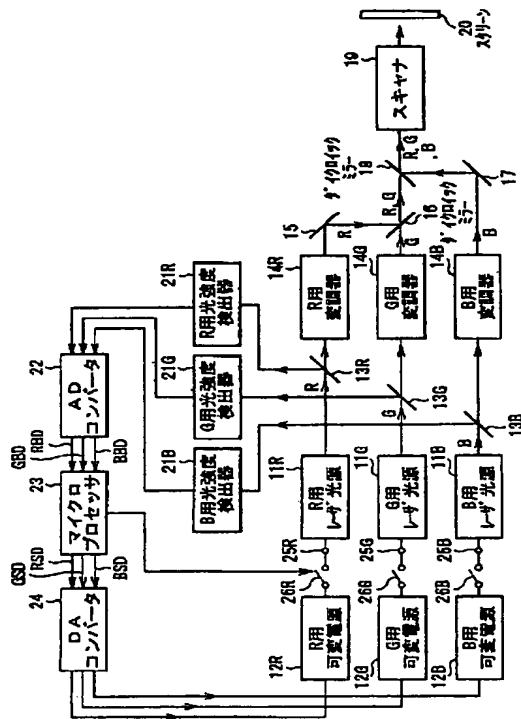 24
DA
コンバータ
GSD
RSD
BSD
23
マイクロ
プロセッサ
GBD
RBD
BBD
22
AD
コンバータ
21B
B用光強度
検出器
21G
G用光強度
検出器
21R
R用光強度
検出器
12R
R用
可変電源
26R
25R
11R
R用
レーザ光源
R
13R
14R
R用
変調器
15
R
12G
G用
可変電源
26G
25G
11G
G用
レーザ光源
G
13G
14G
G用
変調器
G
16
ダイクロイック
ミラー
R,G
18
ダイクロイック
ミラー
R,G
,B
19
スキャナ
20
スクリーン
12B
B用
可変電源
26B
25B
11B
B用
レーザ光源
B
13B
14B
B用
変調器
B
17